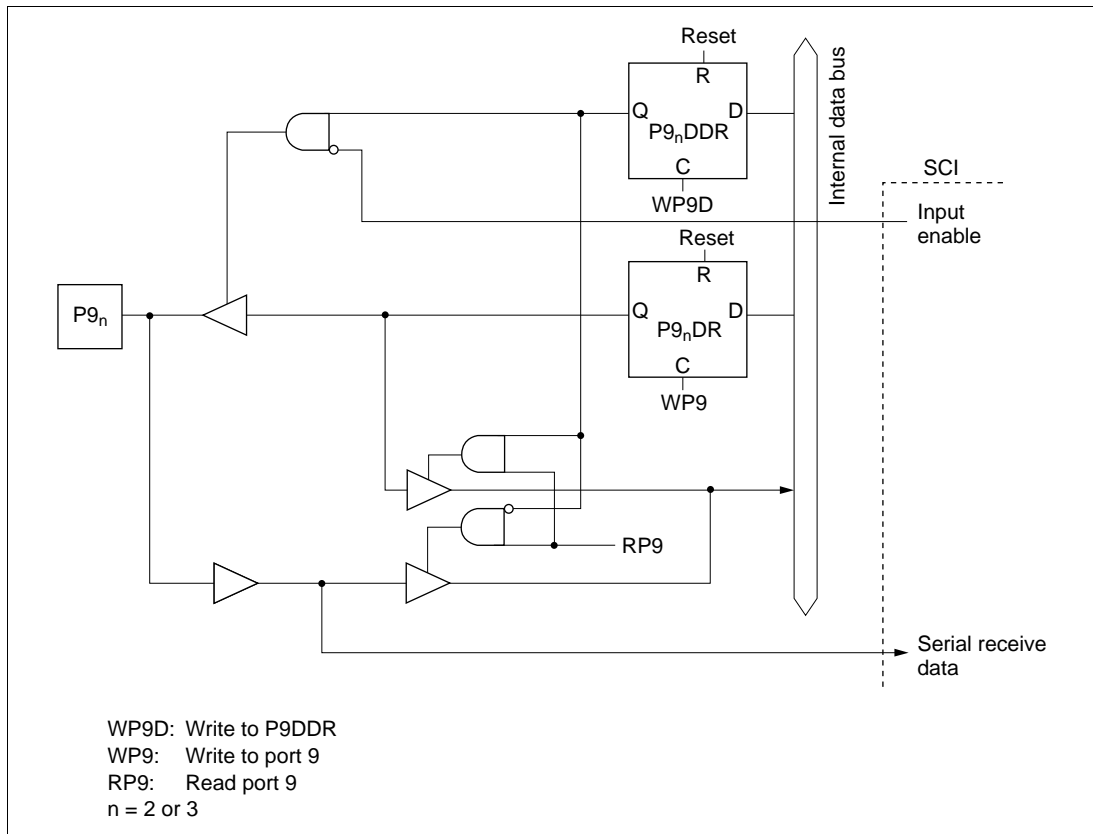 Reset
R
Q D
P9nDDR
C
WP9D
Internal data bus
SCI
Input
enable
Reset
R
Q D
P9nDR
C
WP9
P9n
RP9
Serial receive
data
WP9D: Write to P9DDR
WP9: Write to port 9
RP9: Read port 9
n = 2 or 3